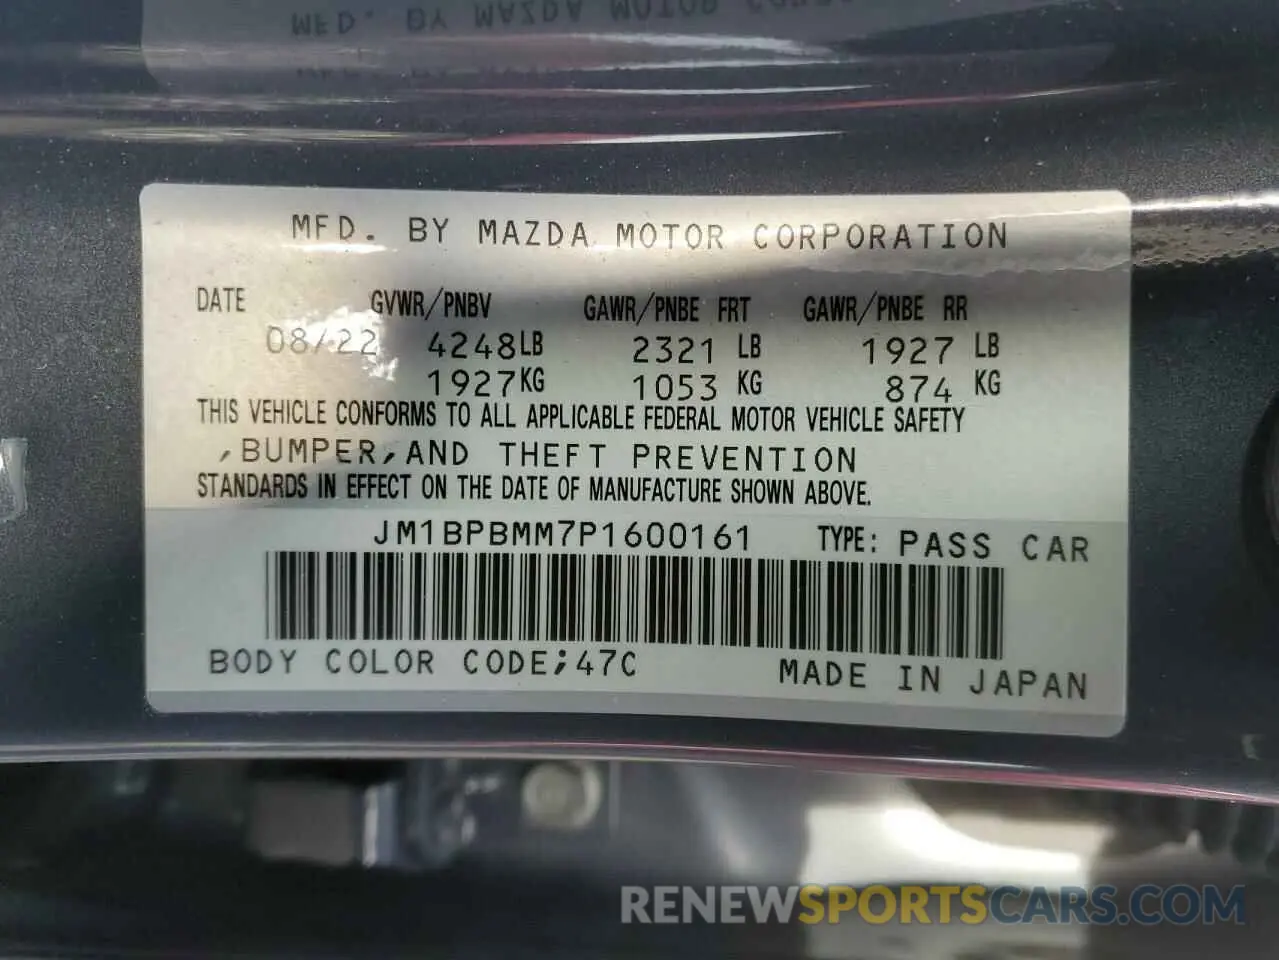 MFD. BY MAZDA MOTOR CORPORATION
DATE GVWR/PNBV GAWR/PNBE FRT GAWR/PNBE RR
08/22 4248LB 2321 LB 1927 LB
1927KG 1053 KG 874 KG
THIS VEHICLE CONFORMS TO ALL APPLICABLE FEDERAL MOTOR VEHICLE SAFETY
,BUMPER,AND THEFT PREVENTION
STANDARDS IN EFFECT ON THE DATE OF MANUFACTURE SHOWN ABOVE.
JM1BPBMM7P1600161 TYPE: PASS CAR
BODY COLOR CODE;47C MADE IN JAPAN
RENEWSPORTSCARS.COM